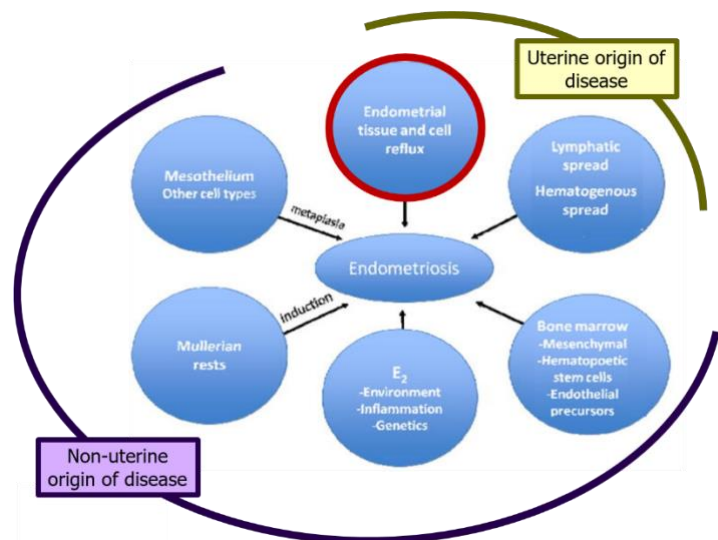 Uterine origin of
disease
Endometrial
tissue and cell
reflux
Lymphatic
spread
Hematogenous
spread
Mesothelium
Other cell types
metaplasia
Endometriosis
induction
Mullerian
rests
E₂
-Environment
-Inflammation
-Genetics
Bone marrow
-Mesenchymal
-Hematopoetic
stem cells
-Endothelial
precursors
Non-uterine
origin of disease